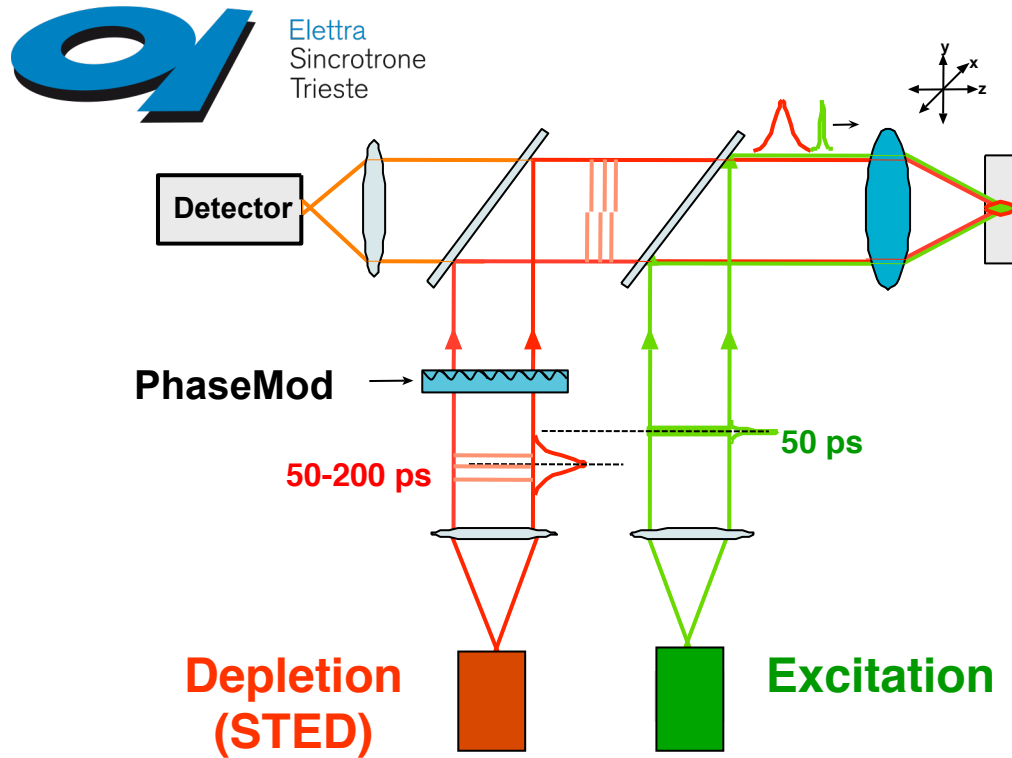 Elettra
Sincrotrone
Trieste
y
x
z
Detector
PhaseMod
50 ps
50-200 ps
Depletion
(STED)
Excitation